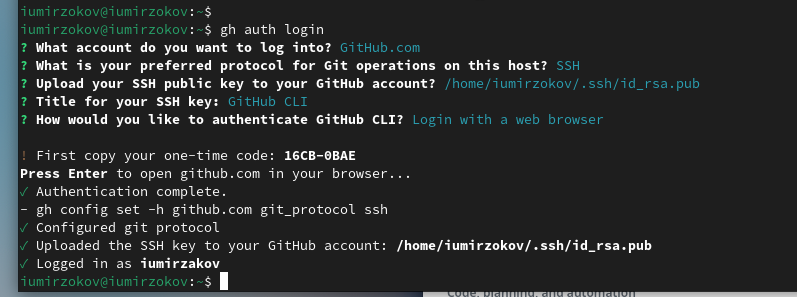 iumirzokov@iumirzokov:~$
iumirzokov@iumirzokov:~$ gh auth login
? What account do you want to log into? GitHub.com
? What is your preferred protocol for Git operations on this host? SSH
? Upload your SSH public key to your GitHub account? /home/iumirzokov/.ssh/id_rsa.pub
? Title for your SSH key: GitHub CLI
? How would you like to authenticate GitHub CLI? Login with a web browser
! First copy your one-time code: 16CB-0BAE
Press Enter to open github.com in your browser...
✓ Authentication complete.
- gh config set -h github.com git_protocol ssh
✓ Configured git protocol
✓ Uploaded the SSH key to your GitHub account: /home/iumirzokov/.ssh/id_rsa.pub
✓ Logged in as iumirzakov
iumirzokov@iumirzokov:~$
Code, planning, and automation